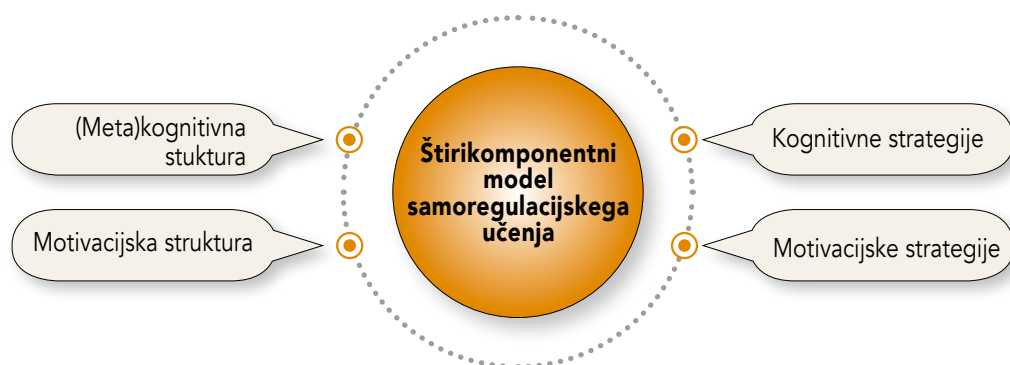 (Meta)kognitivna
stuktura
Motivacijska struktura
Štirikomponentni
model
samoregulacijskega
učenja
Kognitivne strategije
Motivacijske strategije